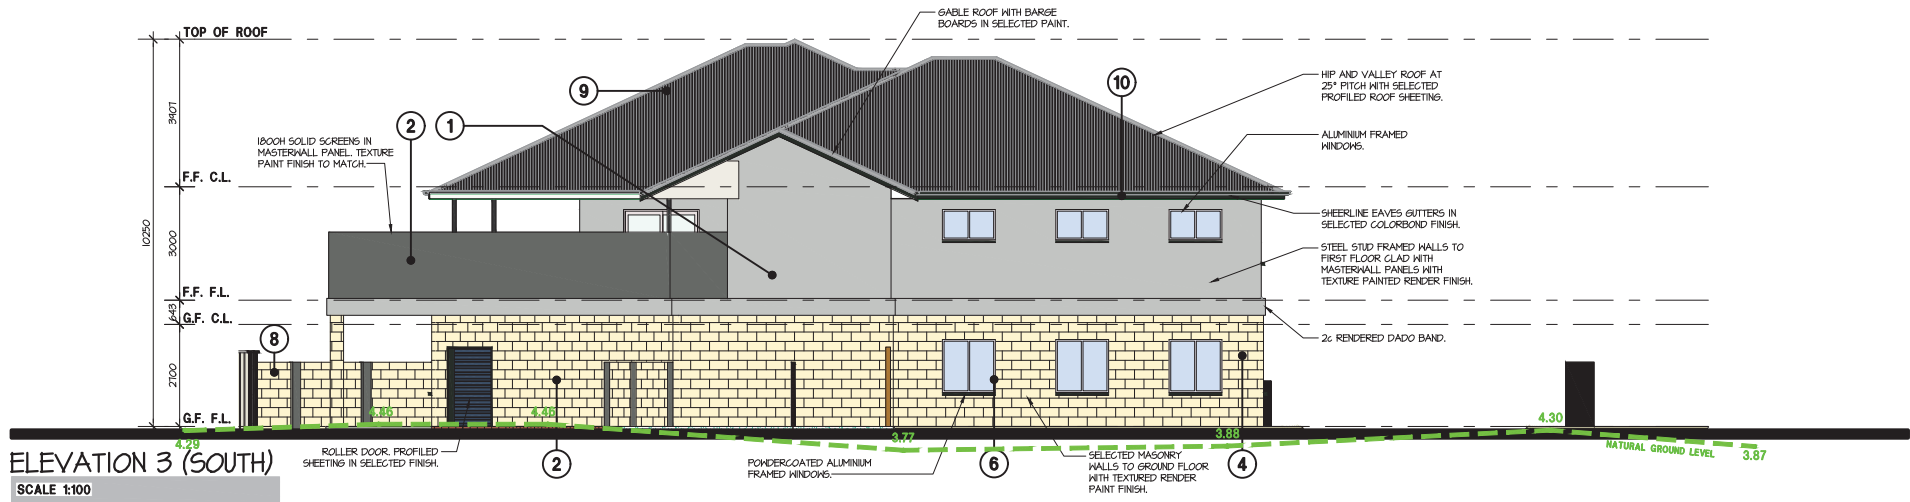 GABLE ROOF WITH BARGE
BOARDS IN SELECTED PAINT.
TOP OF ROOF
HIP AND VALLEY ROOF AT
25° PITCH WITH SELECTED
PROFILED ROOF SHEETING.
9
10
3407
2
1
1800H SOLID SCREENS IN
MASTERWALL PANEL. TEXTURE
PAINT FINISH TO MATCH.
ALUMINIUM FRAMED
WINDOWS.
F.F. C.L.
10250
3000
SHEERLINE EAVES GUTTERS IN
SELECTED COLORBOND FINISH.
STEEL STUD FRAMED WALLS TO
FIRST FLOOR CLAD WITH
MASTERWALL PANELS WITH
TEXTURE PAINTED RENDER FINISH.
F.F. F.L.
643
G.F. C.L.
8
2c RENDERED DADO BAND.
2700
G.F. F.L.
4.46
4.45
4.30
4.29
3.77
3.88
NATURAL GROUND LEVEL
3.87
ROLLER DOOR. PROFILED
SHEETING IN SELECTED FINISH.
2
POWDERCOATED ALUMINIUM
FRAMED WINDOWS.
6
SELECTED MASONRY
WALLS TO GROUND FLOOR
WITH TEXTURED RENDER
PAINT FINISH.
4
ELEVATION 3 (SOUTH)
SCALE 1:100